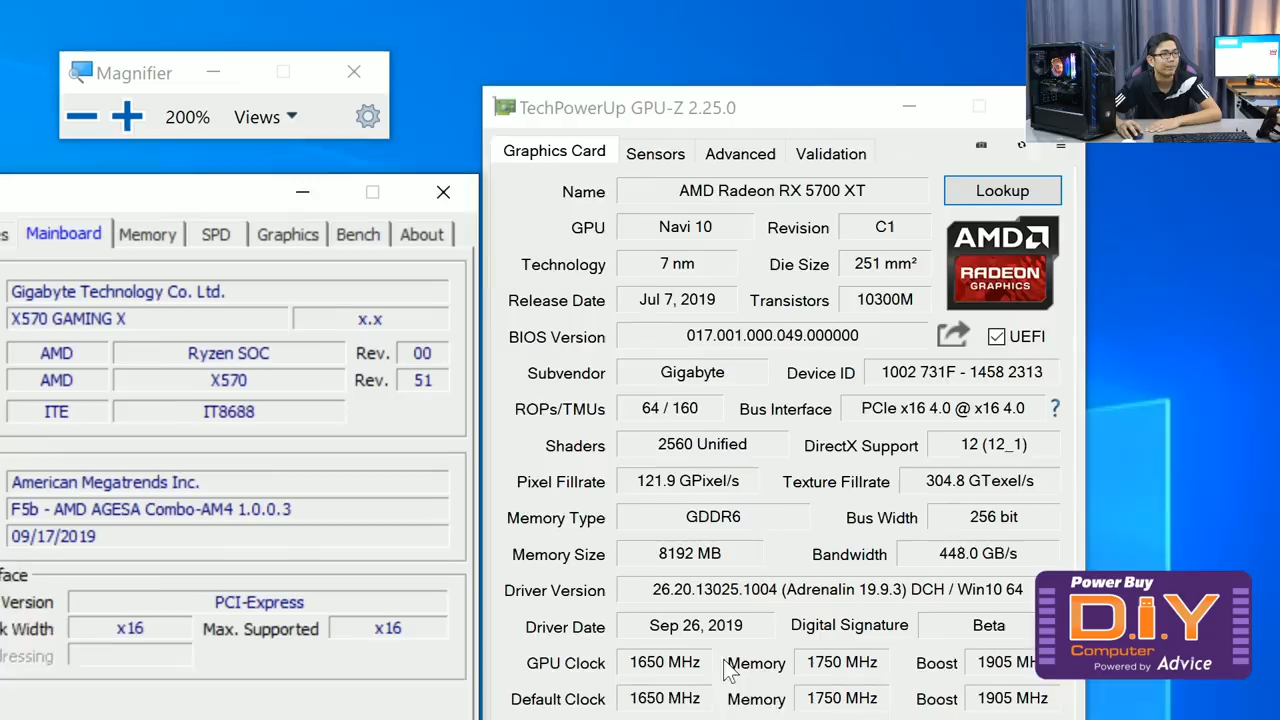 Magnifier
200% Views
s Mainboard Memory SPD Graphics Bench About
Gigabyte Technology Co. Ltd.
X570 GAMING X x.x
AMD Ryzen SOC Rev. 00
AMD X570 Rev. 51
ITE IT8688
American Megatrends Inc.
F5b - AMD AGESA Combo-AM4 1.0.0.3
09/17/2019
face
Version PCI-Express
k Width x16 Max. Supported x16
ressing
TechPowerUp GPU-Z 2.25.0
Graphics Card Sensors Advanced Validation
Name AMD Radeon RX 5700 XT Lookup
GPU Navi 10 Revision C1
Technology 7 nm Die Size 251 mm²
Release Date Jul 7, 2019 Transistors 10300M
BIOS Version 017.001.000.049.000000 UEFI
Subvendor Gigabyte Device ID 1002 731F - 1458 2313
ROPs/TMUs 64 / 160 Bus Interface PCIe x16 4.0 @ x16 4.0 ?
Shaders 2560 Unified DirectX Support 12 (12_1)
Pixel Fillrate 121.9 GPixel/s Texture Fillrate 304.8 GTexel/s
Memory Type GDDR6 Bus Width 256 bit
Memory Size 8192 MB Bandwidth 448.0 GB/s
Driver Version 26.20.13025.1004 (Adrenalin 19.9.3) DCH / Win10 64
Driver Date Sep 26, 2019 Digital Signature Beta
GPU Clock 1650 MHz Memory 1750 MHz Boost 1905 MH
Default Clock 1650 MHz Memory 1750 MHz Boost 1905 MHz
AMD
RADEON
GRAPHICS
Power Buy
D.i.Y
Computer
Powered by Advice